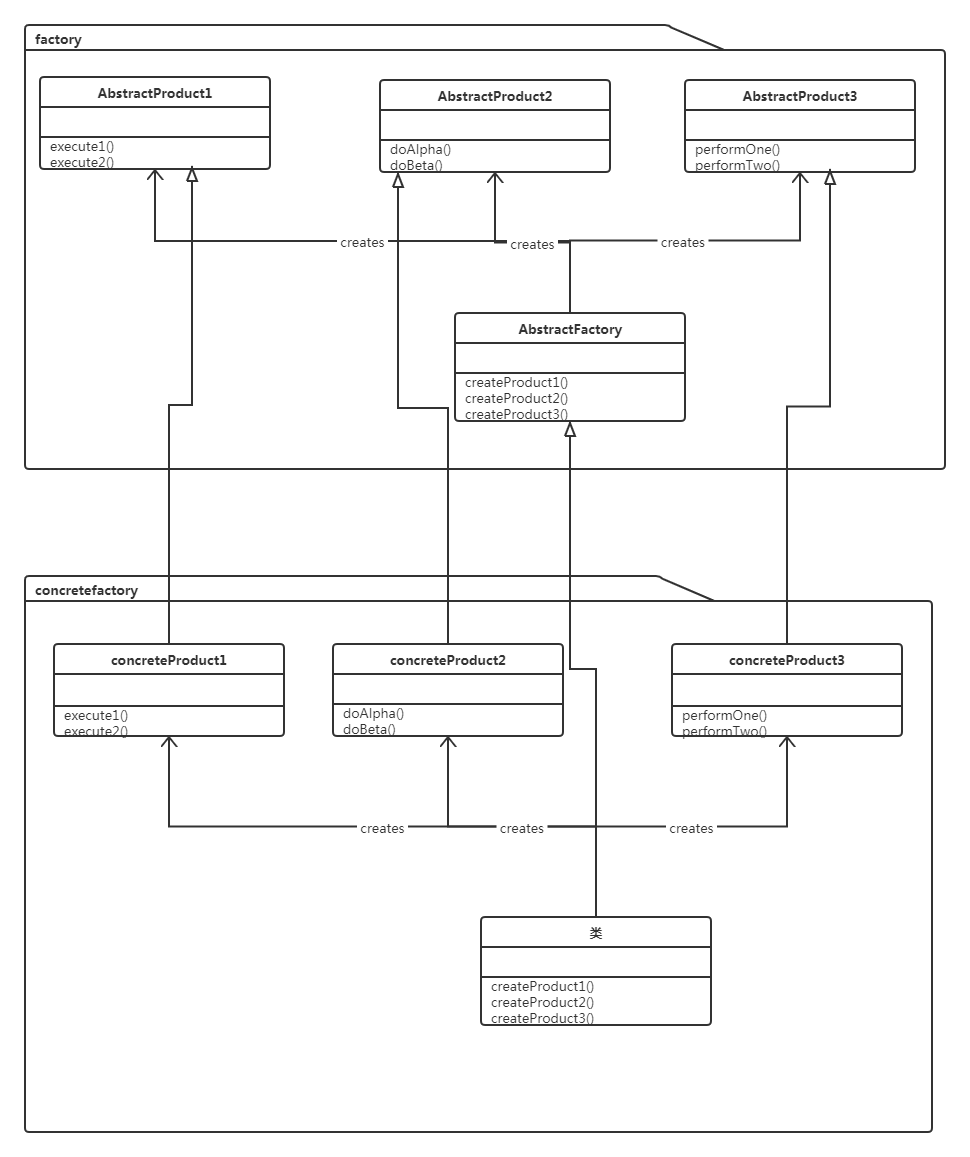 factory
AbstractProduct1
execute1()
execute2()
AbstractProduct2
doAlpha()
doBeta()
AbstractProduct3
performOne()
performTwo()
creates
creates
creates
AbstractFactory
createProduct1()
createProduct2()
createProduct3()
concretefactory
concreteProduct1
execute1()
execute2()
concreteProduct2
doAlpha()
doBeta()
concreteProduct3
performOne()
performTwo()
creates
creates
creates
类
createProduct1()
createProduct2()
createProduct3()